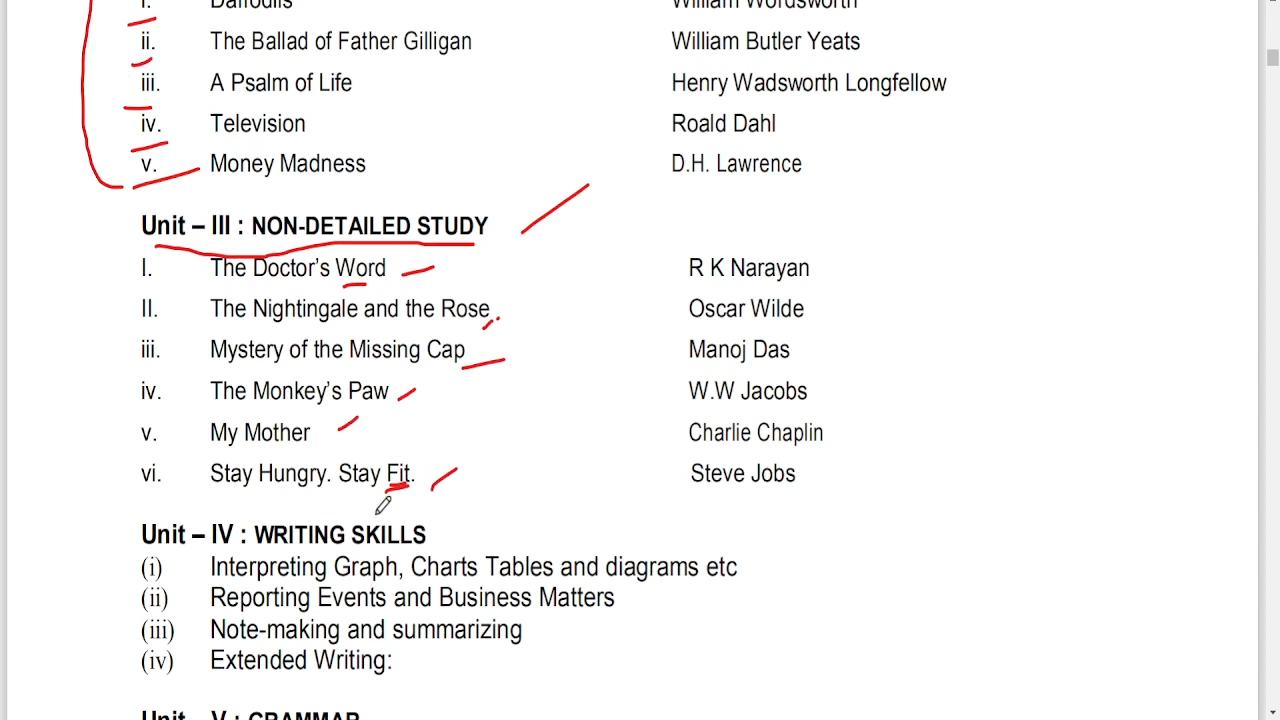 i. Daffodils William Wordsworth
ii. The Ballad of Father Gilligan William Butler Yeats
iii. A Psalm of Life Henry Wadsworth Longfellow
iv. Television Roald Dahl
v. Money Madness D.H. Lawrence
Unit – III : NON-DETAILED STUDY
I. The Doctor's Word R K Narayan
II. The Nightingale and the Rose Oscar Wilde
iii. Mystery of the Missing Cap Manoj Das
iv. The Monkey's Paw W.W Jacobs
v. My Mother Charlie Chaplin
vi. Stay Hungry. Stay Fit. Steve Jobs
Unit – IV : WRITING SKILLS
(i) Interpreting Graph, Charts Tables and diagrams etc
(ii) Reporting Events and Business Matters
(iii) Note-making and summarizing
(iv) Extended Writing:
Unit – V : GRAMMAR